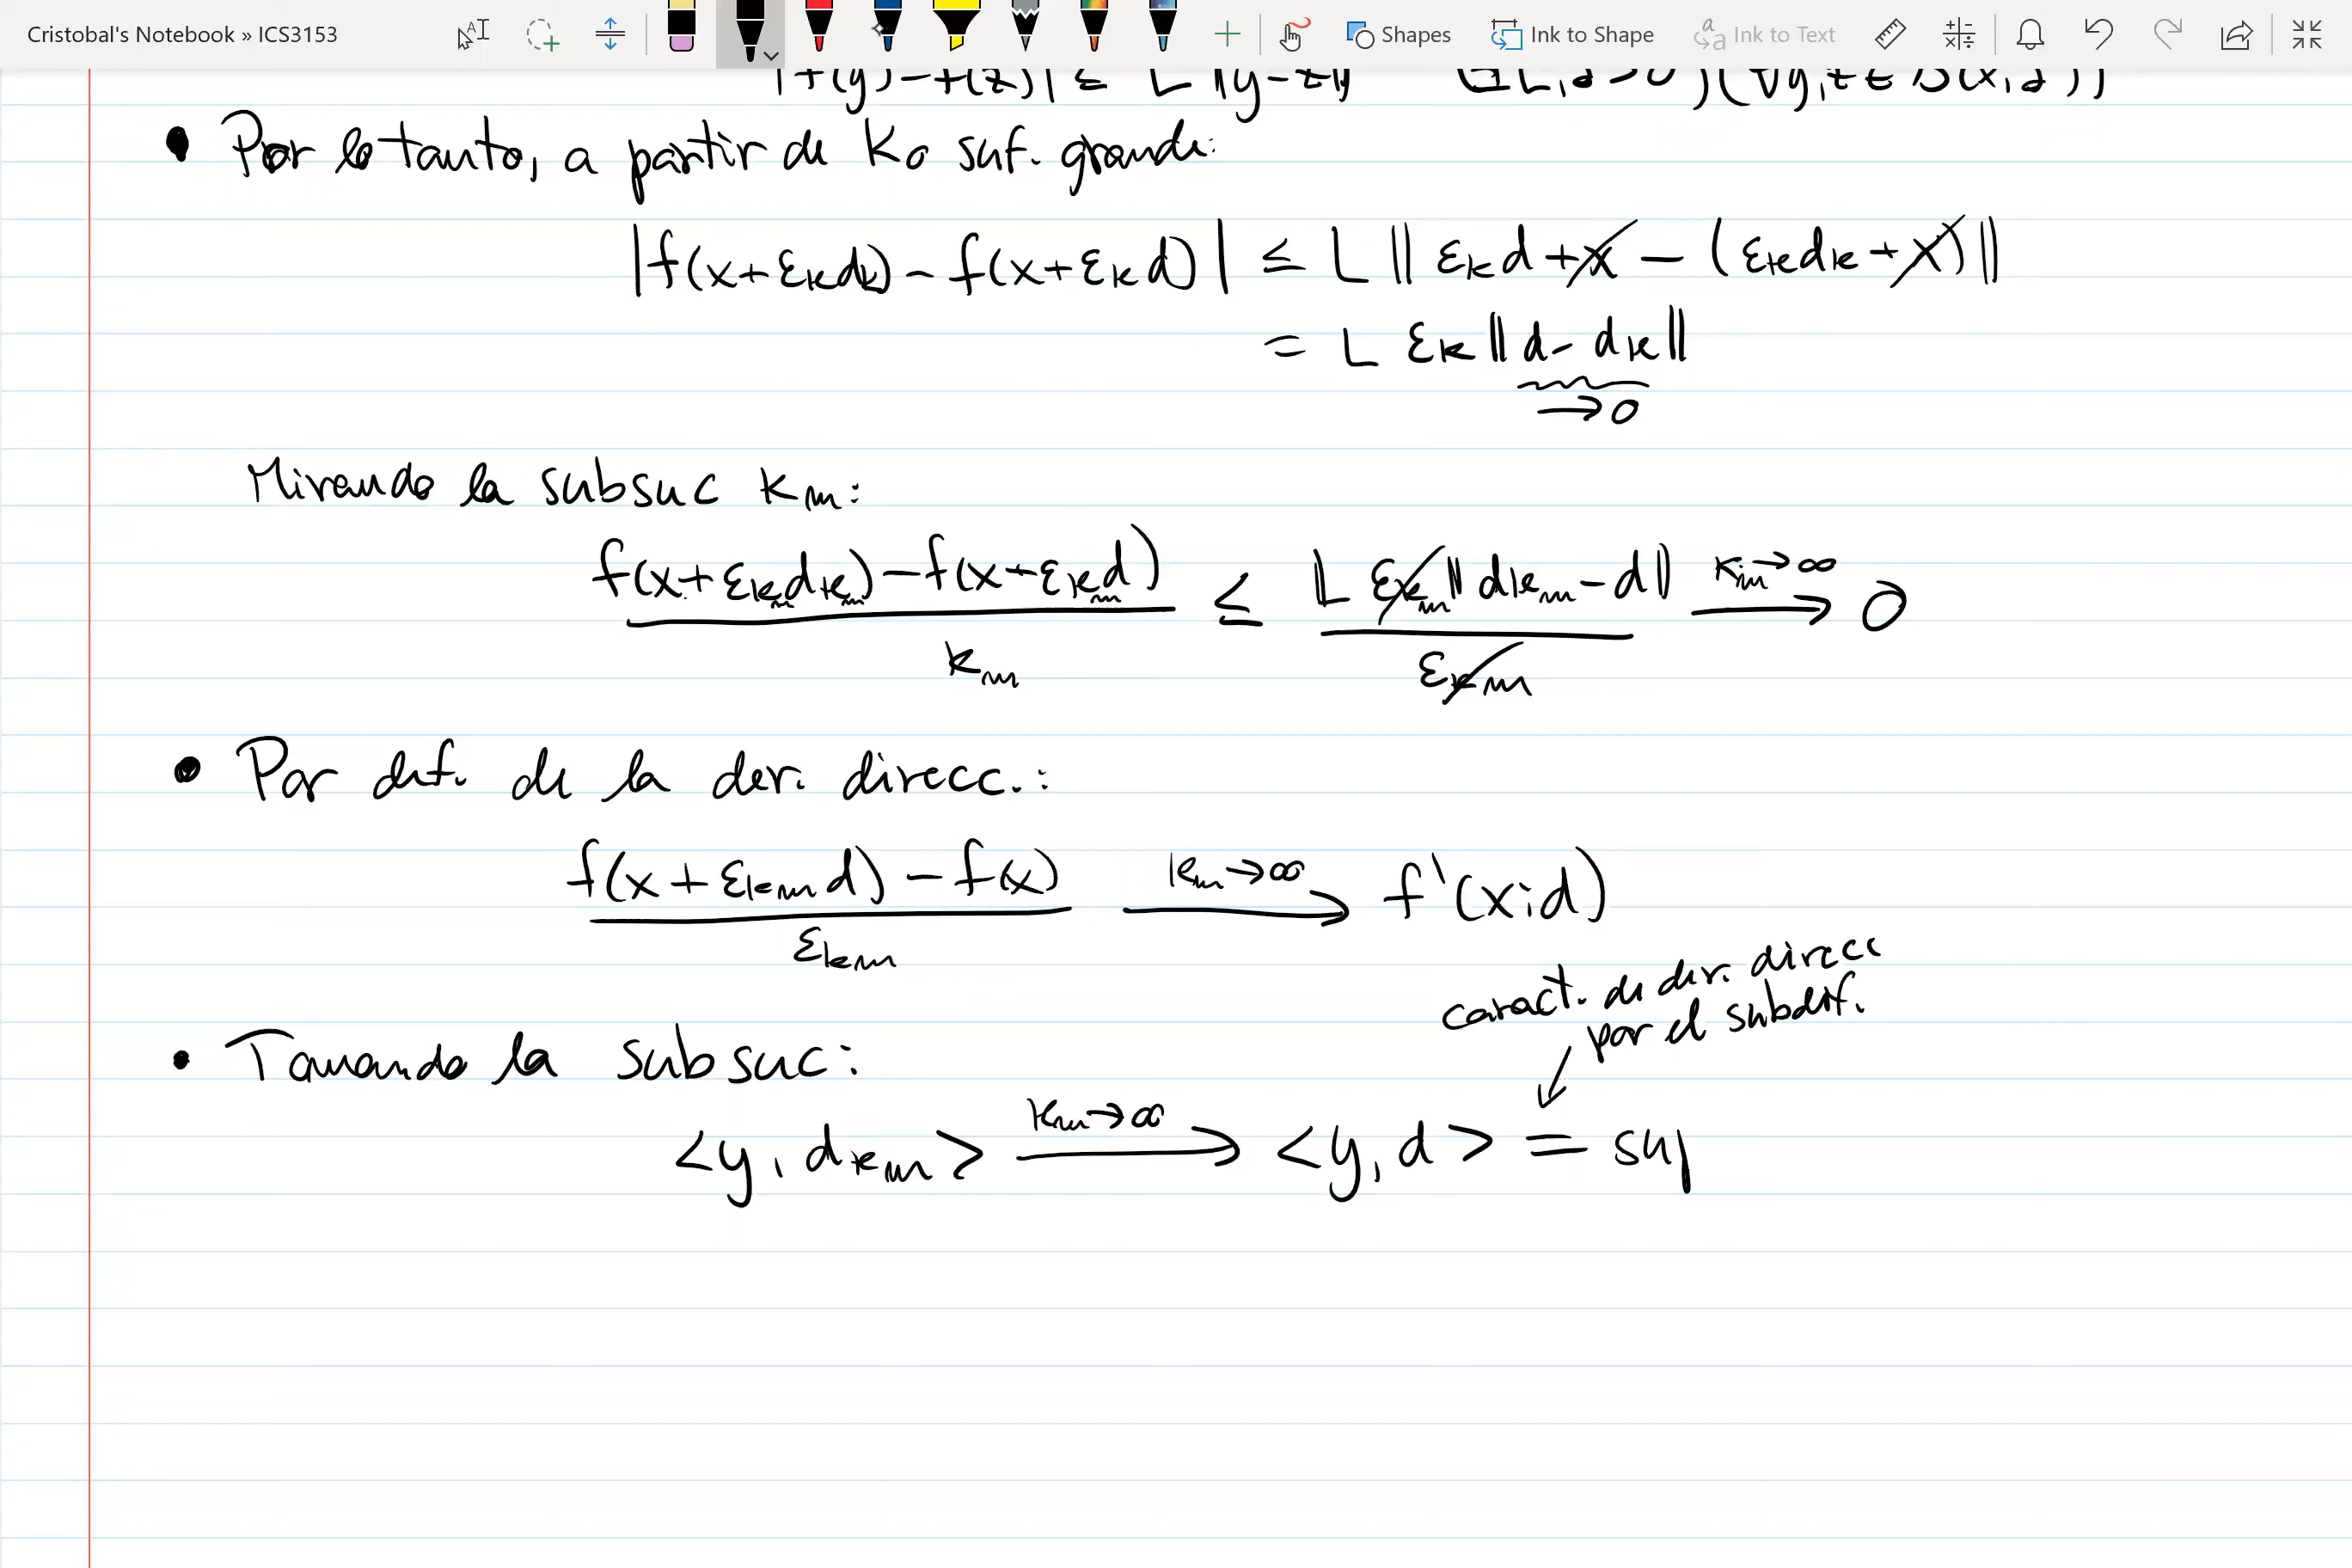 Cristobal's Notebook » ICS3153
Shapes
Ink to Shape
Ink to Text
|f(y)-f(z)| ≤ L ||y-z|| (∃L,δ>0)(∀y,z∈B(x,δ))
• Por lo tanto, a partir de K0 suf. grande:
|f(x+εkdk)-f(x+εkd)| ≤ L || εkd+x - (εkdk+x)||
= L εk||d-dk||
→0
Mirando la subsuc km:
f(x+εkmdkm)-f(x+εkmd) ≤ L εkm||dkm-d|| km→∞ → 0
km εkm
• Por def. de la der. direcc.:
f(x+εkmd)-f(x) km→∞ → f'(x;d)
εkm
caract. de der. direcc
por el subdif.
• Tomando la subsuc:
<y, dkm> km→∞ → <y, d> = sup